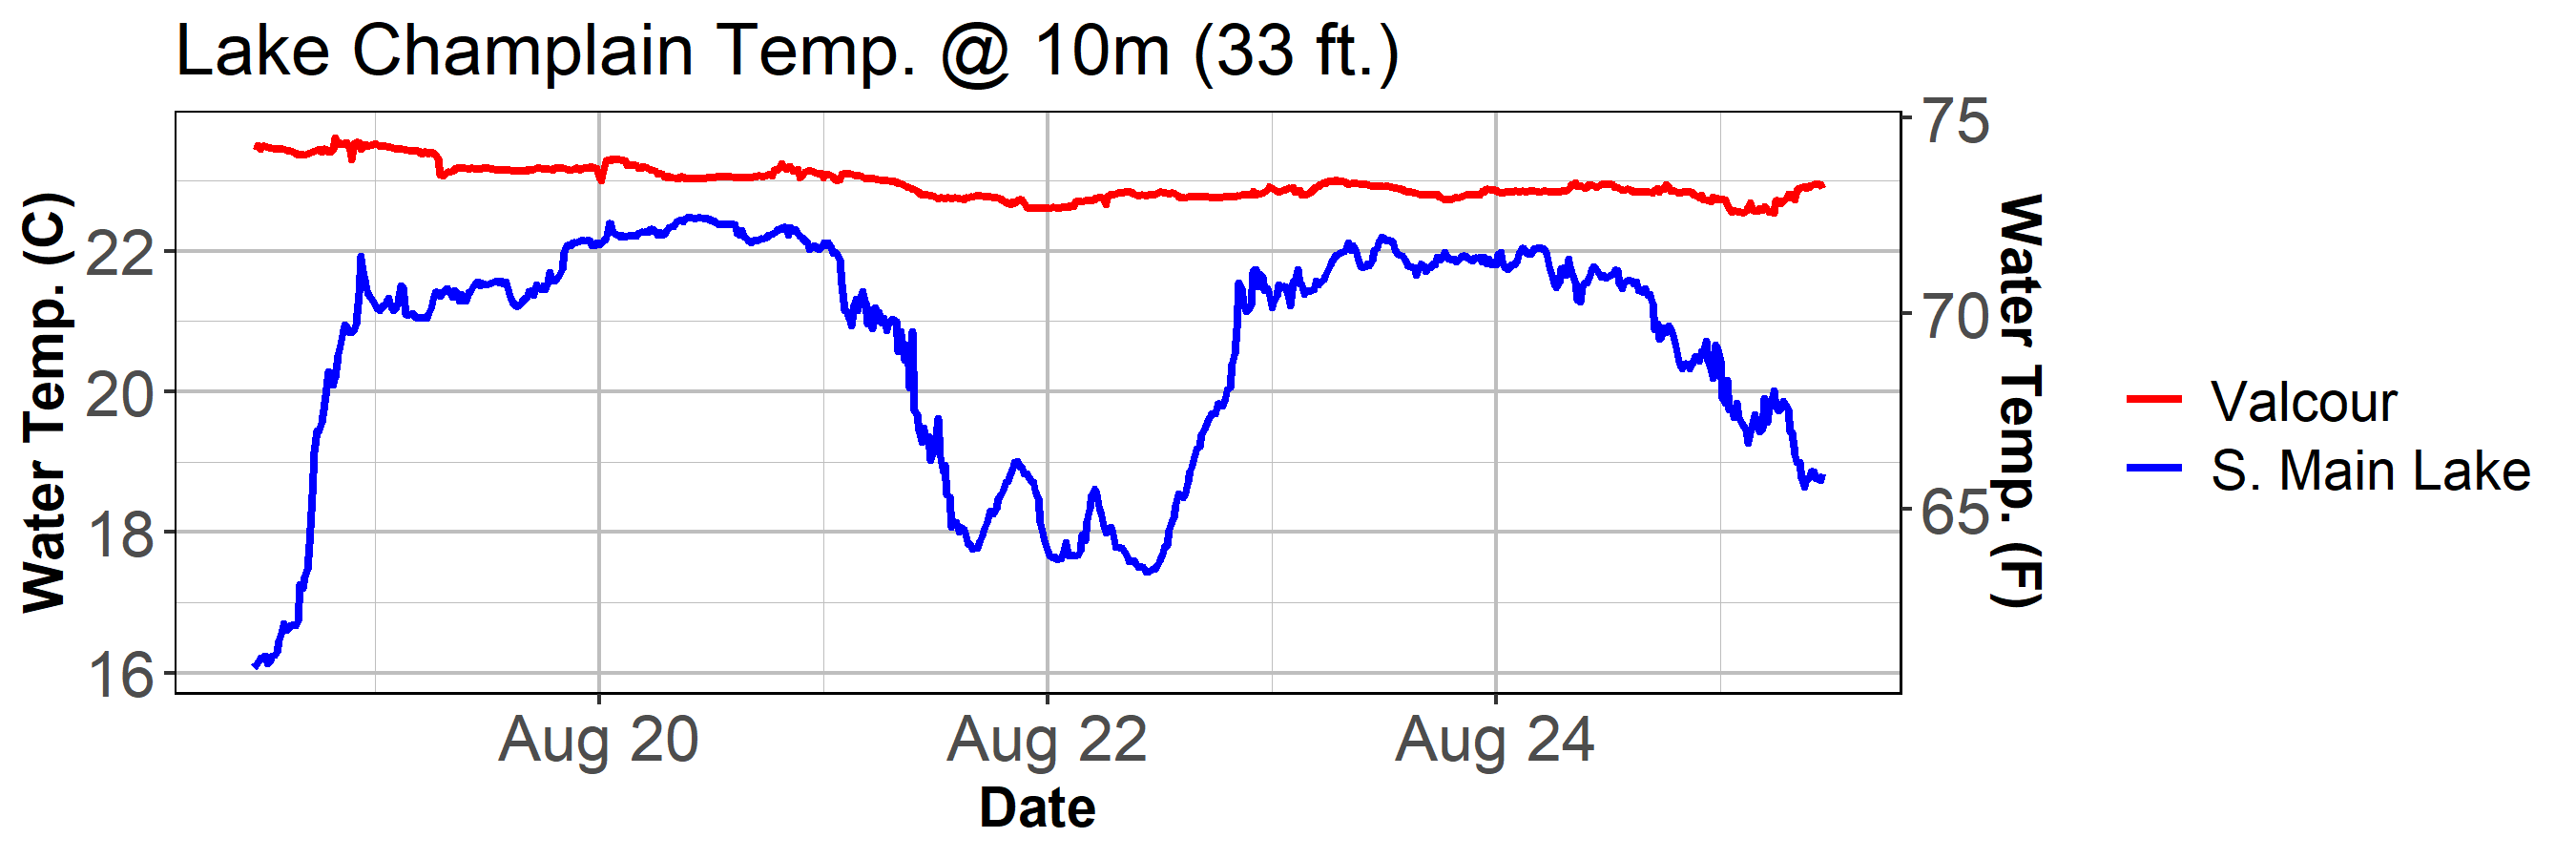 Lake Champlain Temp. @ 10m (33 ft.)
Water Temp. (C)
22
20
18
16
75
70
65
Water Temp. (F)
Aug 20
Aug 22
Aug 24
Date
Valcour
S. Main Lake